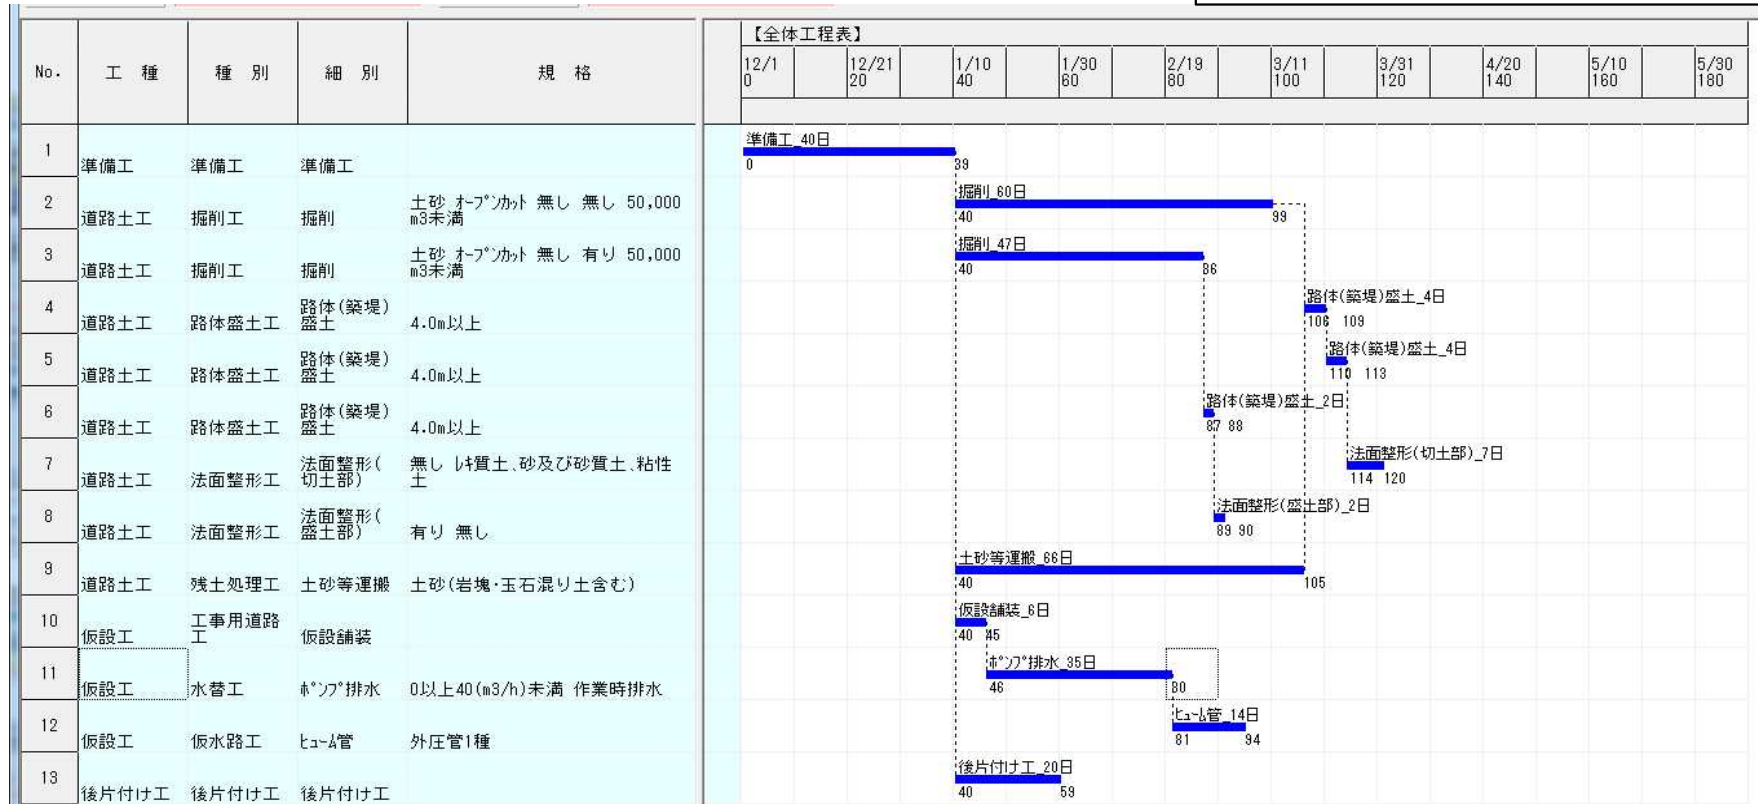 【全体工程表】
No. 工 種 種 別 細 別 規 格
12/1 12/21 1/10 1/30 2/19 3/11 3/31 4/20 5/10 5/30
0 20 40 60 80 100 120 140 160 180
準備工_40日
1 準備工 準備工 準備工
0 39
掘削_60日
2 道路土工 掘削工 掘削 土砂 オープンカット 無し 無し 50,000
m3未満
40 99
掘削_47日
3 道路土工 掘削工 掘削 土砂 オープンカット 無し 有り 50,000
m3未満
40 86
路体(築堤)盛土_4日
4 道路土工 路体盛土工 路体(築堤)
盛土 4.0m以上
106 109
路体(築堤)盛土_4日
5 道路土工 路体盛土工 路体(築堤)
盛土 4.0m以上
110 113
路体(築堤)盛土_2日
6 道路土工 路体盛土工 路体(築堤)
盛土 4.0m以上
87 88
法面整形(切土部)_7日
7 道路土工 法面整形工 法面整形(
切土部) 無し レキ質土、砂及び砂質土、粘性
土
114 120
法面整形(盛土部)_2日
8 道路土工 法面整形工 法面整形(
盛土部) 有り 無し
89 90
土砂等運搬_66日
9 道路土工 残土処理工 土砂等運搬 土砂(岩塊・玉石混り土含む)
40 105
仮設舗装_6日
10 仮設工 工事用道路
工 仮設舗装
40 45
ポンプ排水_35日
11 仮設工 水替工 ポンプ排水 0以上40(m3/h)未満 作業時排水
46 80
ヒューム管_14日
12 仮設工 仮水路工 ヒューム管 外圧管1種
81 94
後片付け工_20日
13 後片付け工 後片付け工 後片付け工
40 59